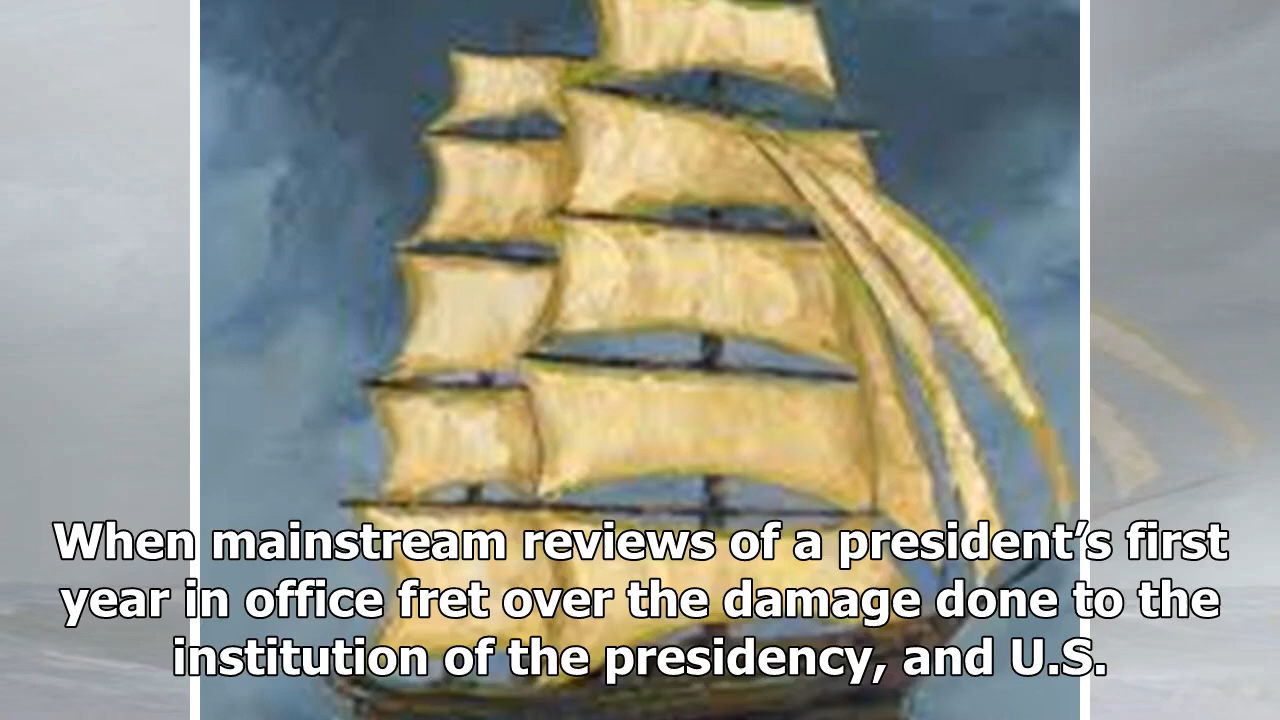 When mainstream reviews of a president’s first
year in office fret over the damage done to the
institution of the presidency, and U.S.